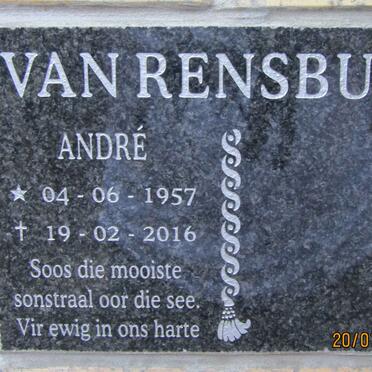 VAN RENSBU
ANDRÉ
★ 04 - 06 - 1957
† 19 - 02 - 2016
Soos die mooiste
sonstraal oor die see.
Vir ewig in ons harte
20/0